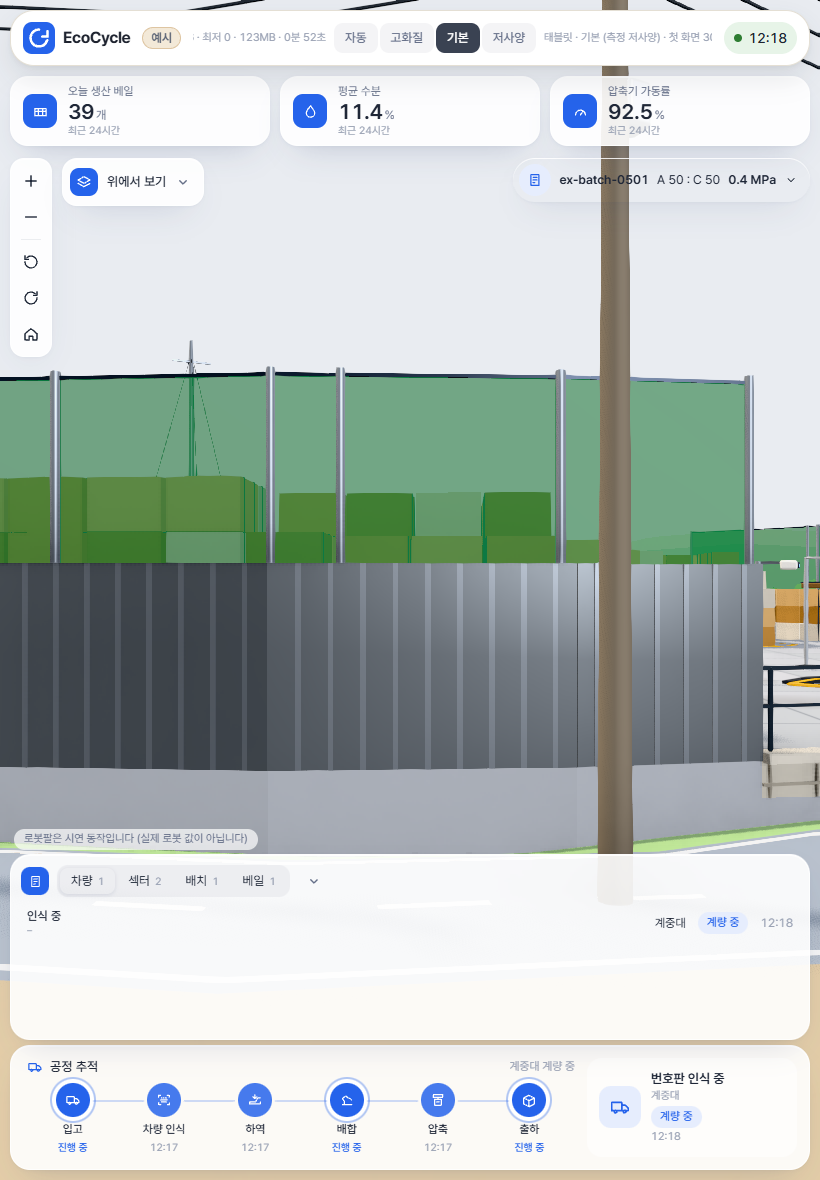 EcoCycle
예시
· 최저 0 · 123MB · 0분 52초
자동
고화질
기본
저사양
태블릿 · 기본 (측정 저사양) · 첫 화면
12:18
오늘 생산 베일
39개
최근 24시간
평균 수분
11.4%
최근 24시간
압축기 가동률
92.5%
최근 24시간
위에서 보기
ex-batch-0501 A 50 : C 50 0.4 MPa
로봇팔은 시연 동작입니다 (실제 로봇 값이 아닙니다)
차량 1
섹터 2
배치 1
베일 1
인식 중
–
계중대
계량 중
12:18
공정 추적
계중대 계량 중
입고
진행 중
차량 인식
12:17
하역
12:17
배합
진행 중
압축
12:17
출하
진행 중
번호판 인식 중
계중대
계량 중
12:18